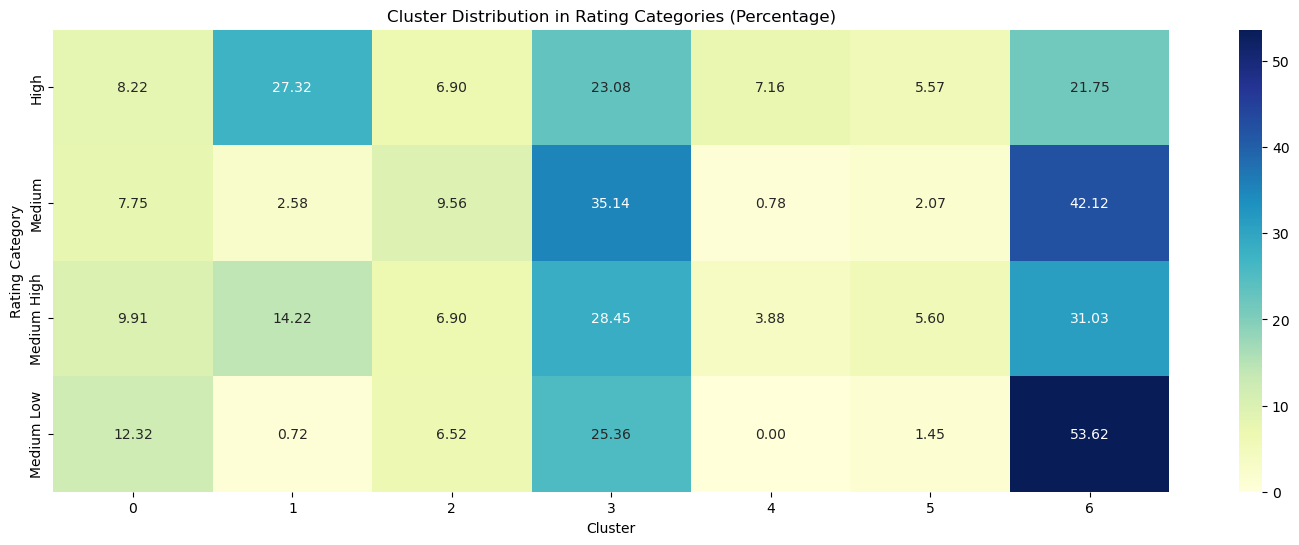 Cluster Distribution in Rating Categories (Percentage)
Rating Category
High
8.22 27.32 6.90 23.08 7.16 5.57 21.75
Medium
7.75 2.58 9.56 35.14 0.78 2.07 42.12
Medium High
9.91 14.22 6.90 28.45 3.88 5.60 31.03
Medium Low
12.32 0.72 6.52 25.36 0.00 1.45 53.62
0 1 2 3 4 5 6
Cluster
50
40
30
20
10
0